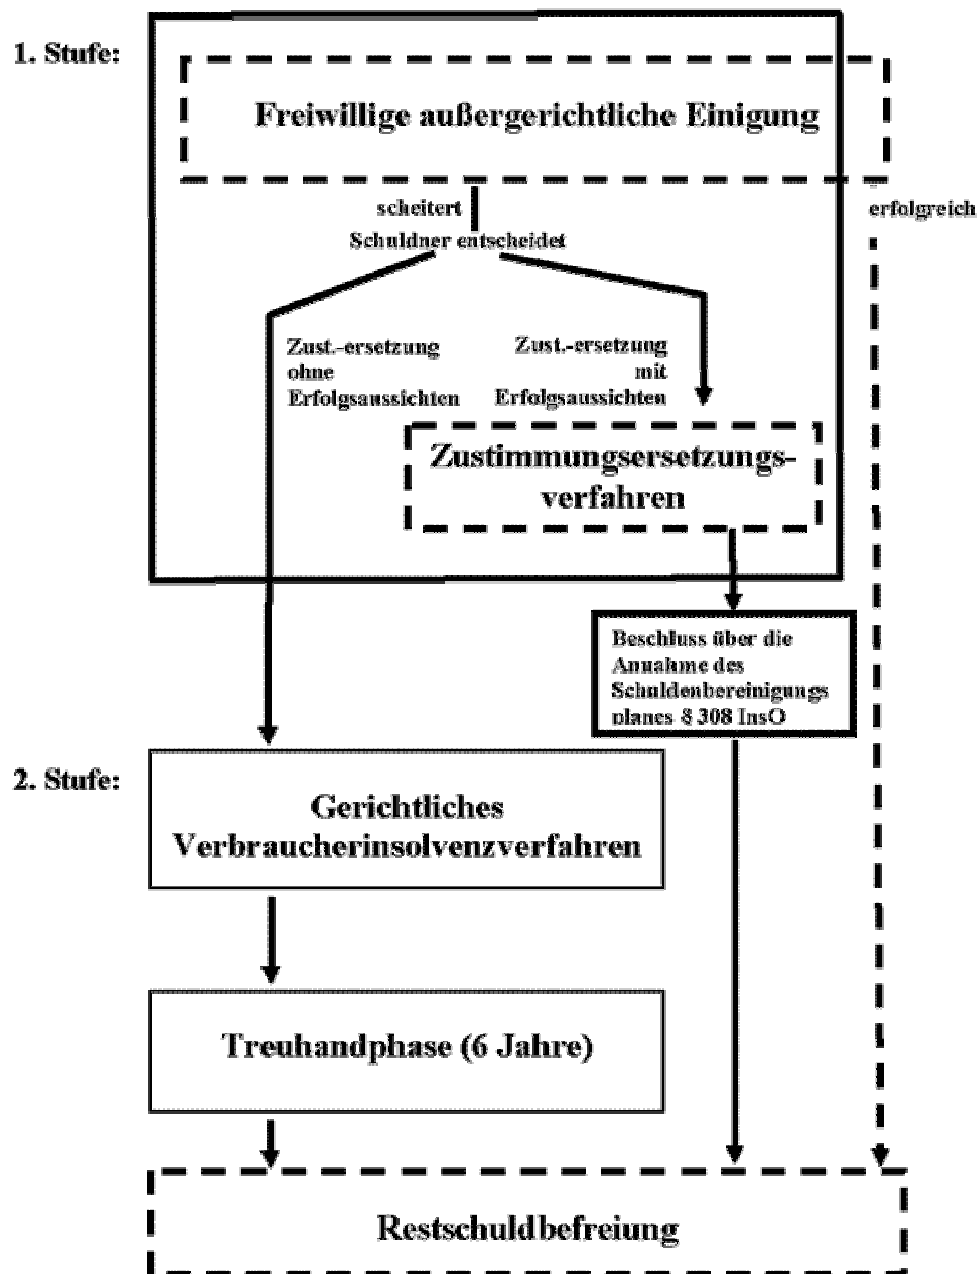 1. Stufe:
Freiwillige außergerichtliche Einigung
scheitert
erfolgreich
Schuldner entscheidet
Zust.-ersetzung
ohne
Erfolgsaussichten
Zust.-ersetzung
mit
Erfolgsaussichten
Zustimmungsersetzungs-
verfahren
Beschluss über die
Annahme des
Schuldenbereinigungs
planes § 308 InsO
2. Stufe:
Gerichtliches
Verbraucherinsolvenzverfahren
Treuhandphase (6 Jahre)
Restschuldbefreiung